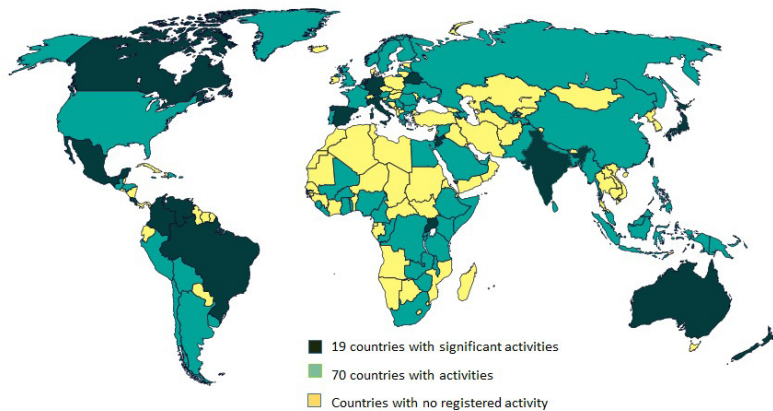 19 countries with significant activities
70 countries with activities
Countries with no registered activity